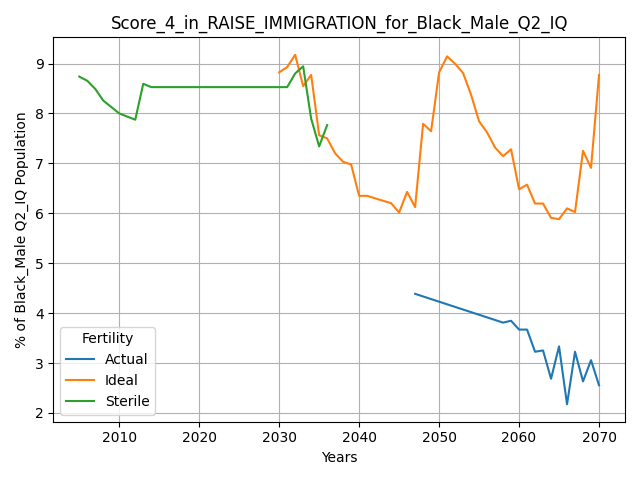 Score_4_in_RAISE_IMMIGRATION_for_Black_Male_Q2_IQ
% of Black_Male Q2_IQ Population
9
8
7
6
5
4
3
2
Fertility
Actual
Ideal
Sterile
2010 2020 2030 2040 2050 2060 2070
Years